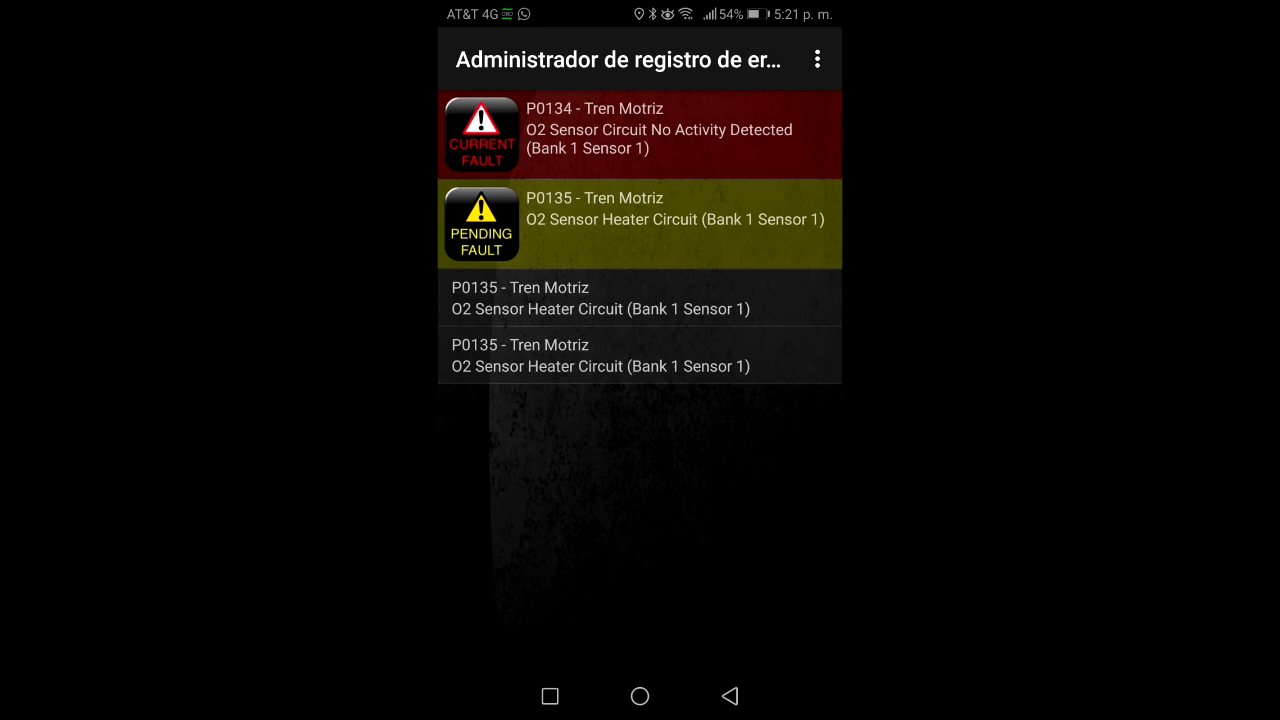 AT&T 4G 54% 5:21 p. m.
Administrador de registro de er...
P0134 - Tren Motriz
O2 Sensor Circuit No Activity Detected
(Bank 1 Sensor 1)
CURRENT
FAULT
P0135 - Tren Motriz
O2 Sensor Heater Circuit (Bank 1 Sensor 1)
PENDING
FAULT
P0135 - Tren Motriz
O2 Sensor Heater Circuit (Bank 1 Sensor 1)
P0135 - Tren Motriz
O2 Sensor Heater Circuit (Bank 1 Sensor 1)